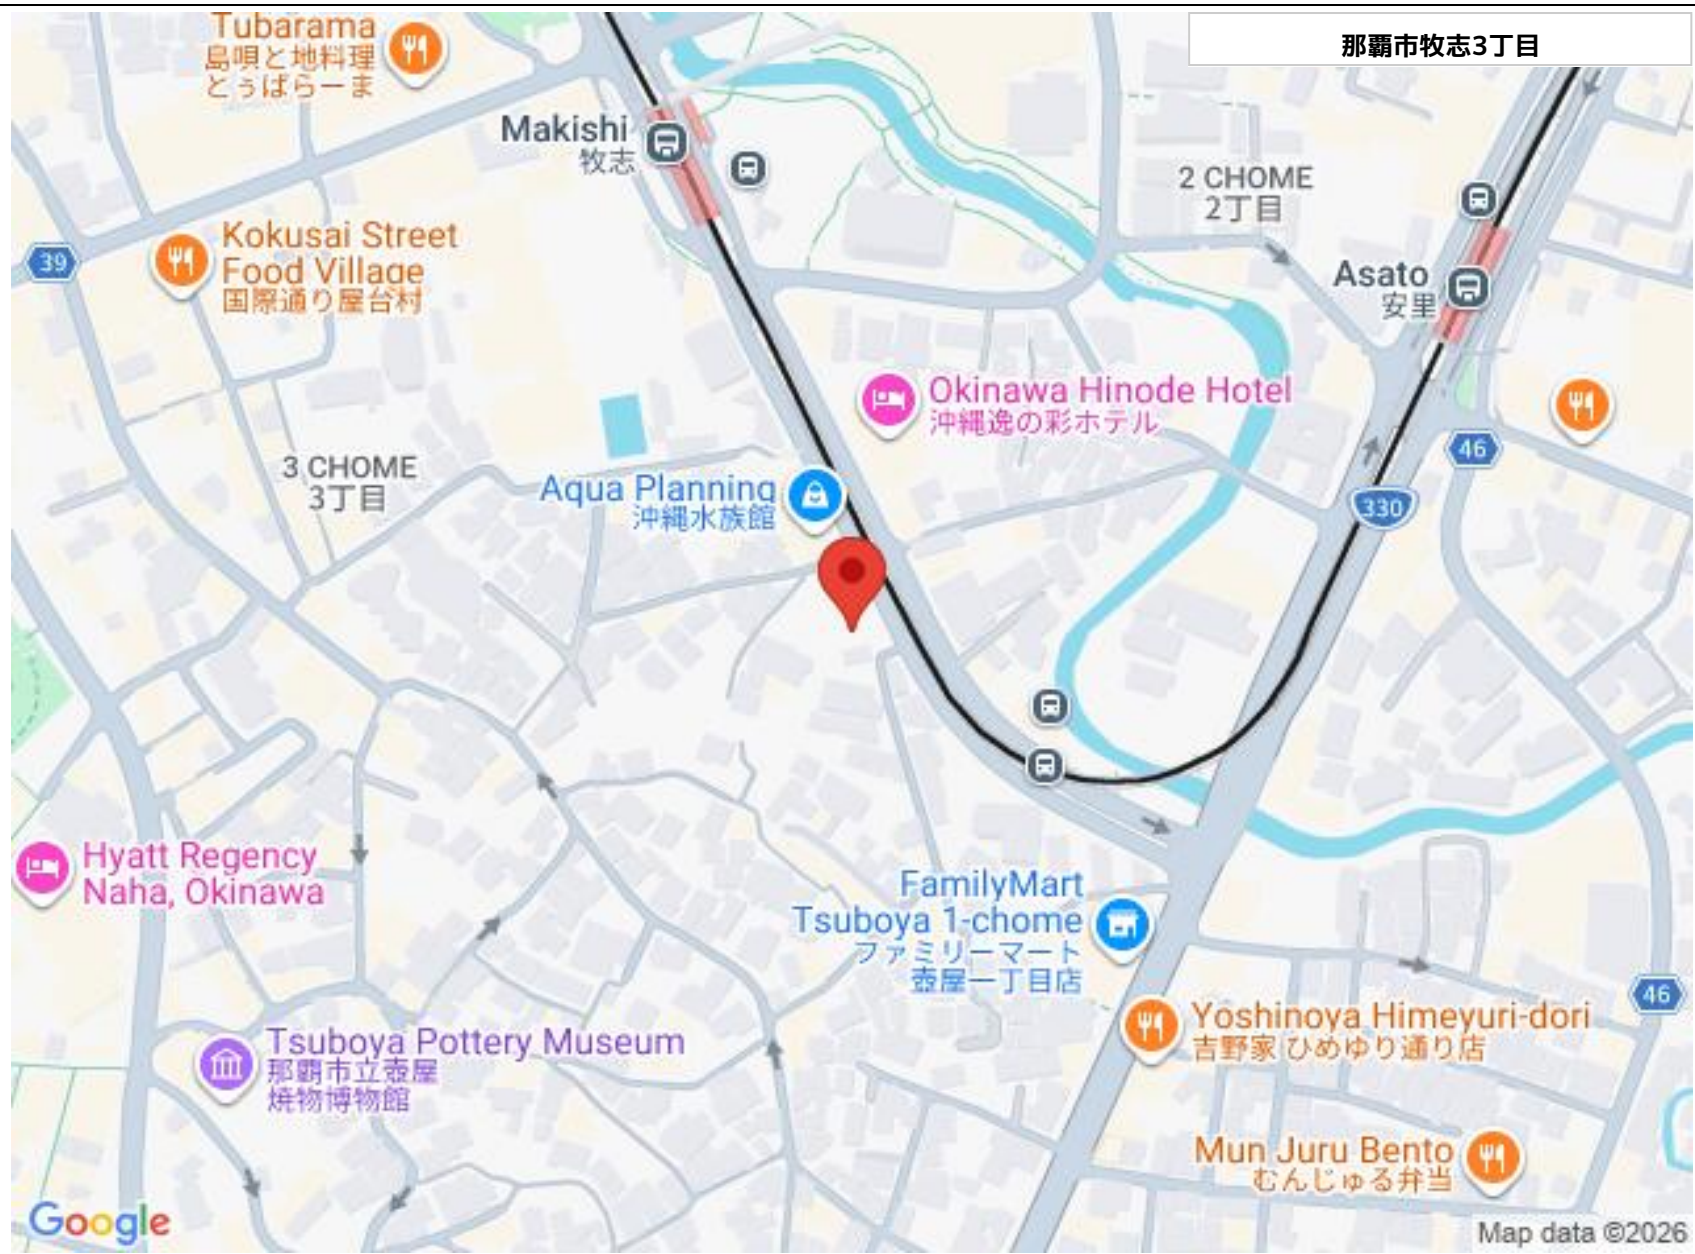 那覇市牧志3丁目
Tubarama
島唄と地料理
とぅばらーま
Makishi
牧志
2 CHOME
2丁目
Kokusai Street
Food Village
国際通り屋台村
39
Asato
安里
Okinawa Hinode Hotel
沖縄逸の彩ホテル
46
3 CHOME
3丁目
Aqua Planning
沖縄水族館
330
Hyatt Regency
Naha, Okinawa
FamilyMart
Tsuboya 1-chome
ファミリーマート
壺屋一丁目店
46
Yoshinoya Himeyuri-dori
吉野家 ひめゆり通り店
Tsuboya Pottery Museum
那覇市立壺屋
焼物博物館
Mun Juru Bento
むんじゅる弁当
Google
Map data ©2026